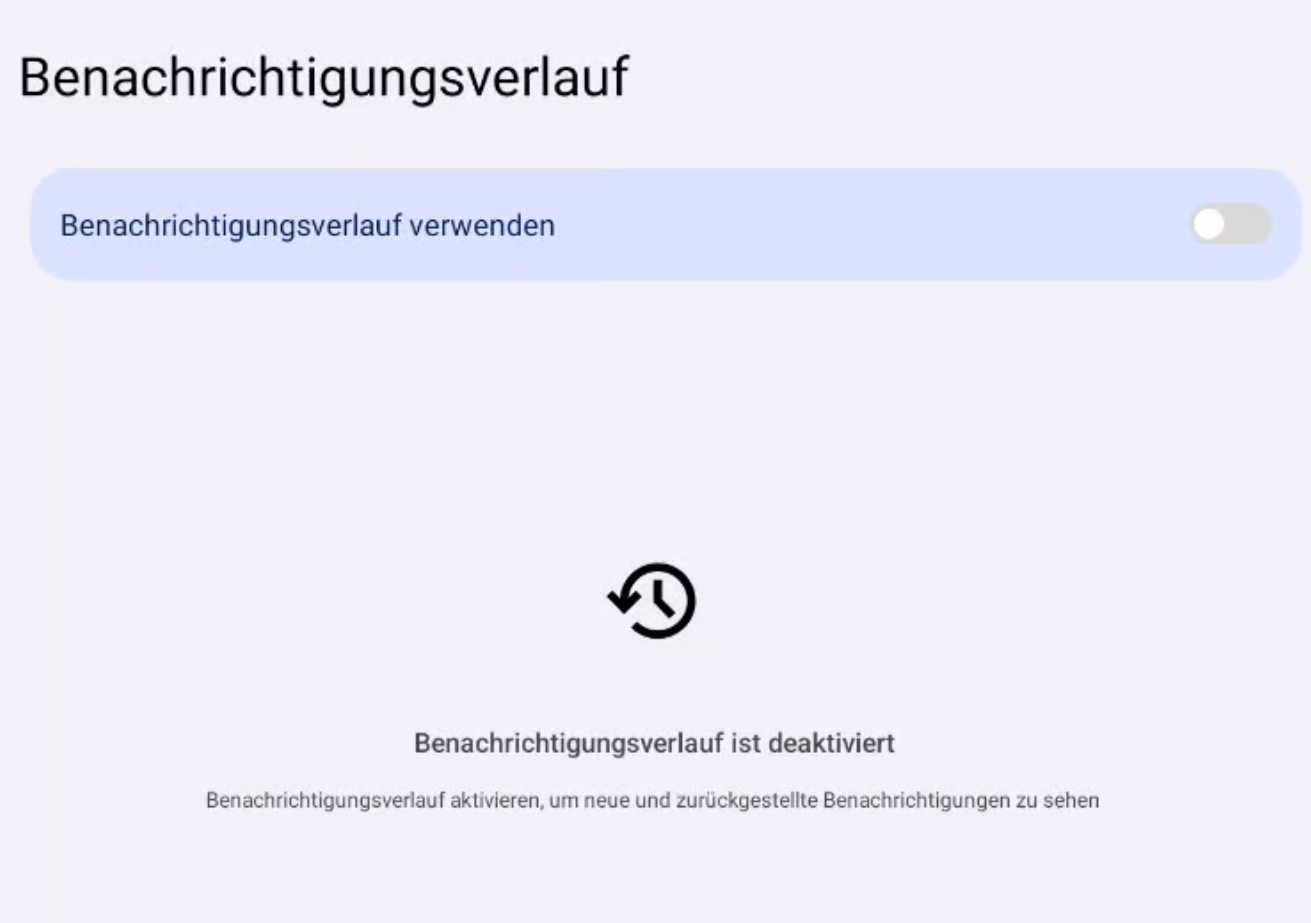 Benachrichtigungsverlauf
Benachrichtigungsverlauf verwenden
Benachrichtigungsverlauf ist deaktiviert
Benachrichtigungsverlauf aktivieren, um neue und zurückgestellte Benachrichtigungen zu sehen